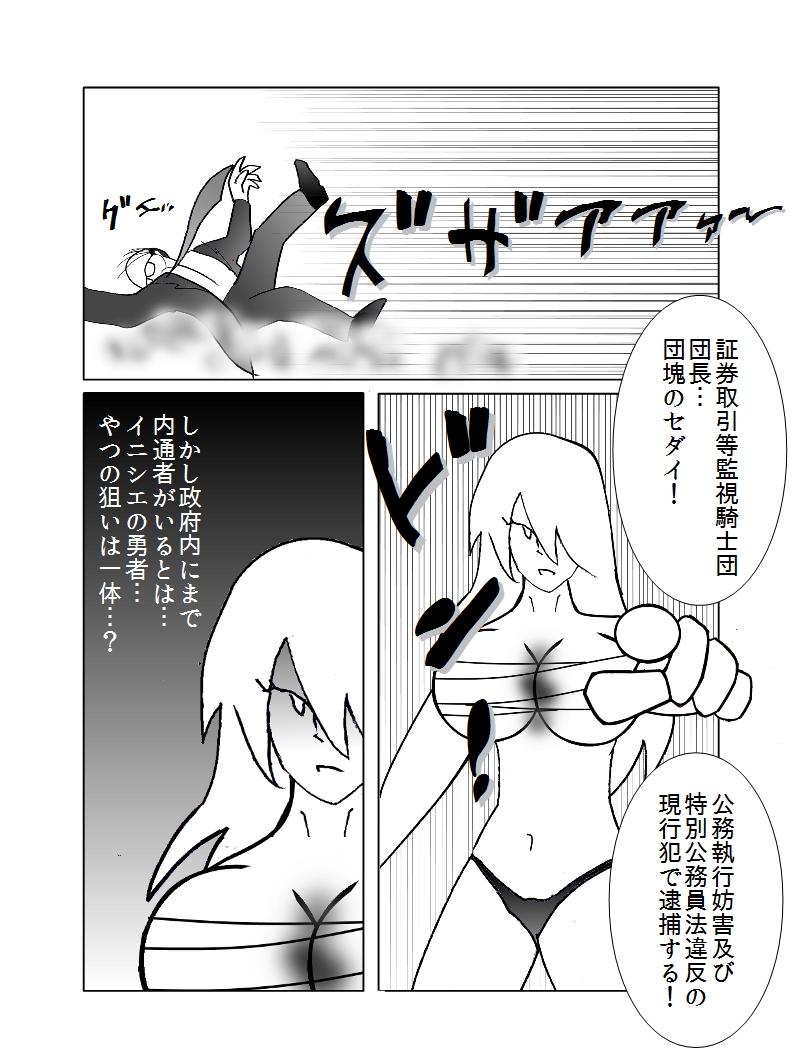 ズザアアァァ〜
グェ…
証券取引等監視騎士団
団長…
団塊のセダイ！
ドン！
公務執行妨害及び
特別公務員法違反の
現行犯で逮捕する！
しかし政府内にまで
内通者がいるとは…
イニシエの勇者…
やつの狙いは一体…？